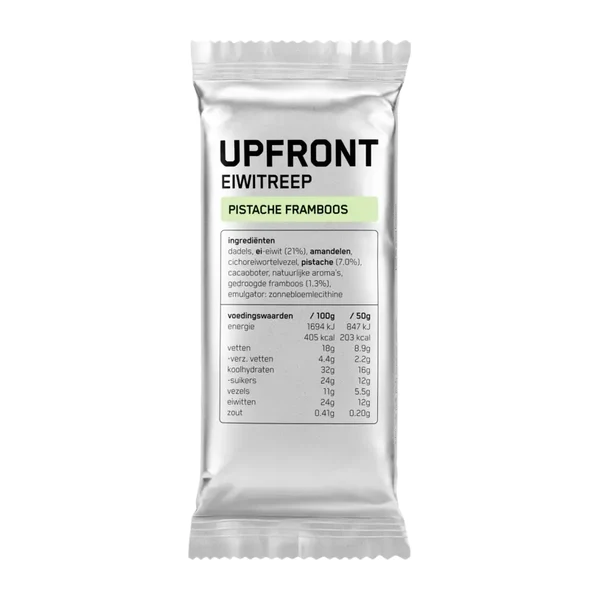 UPFRONT
EIWITREEP
PISTACHE FRAMBOOS
ingrediënten
dadels, ei-eiwit (21%), amandelen,
cichoreiwortelvezel, pistache (7.0%),
cacaoboter, natuurlijke aroma's,
gedroogde framboos (1.3%),
emulgator: zonnebloemlecithine
voedingswaarden / 100g / 50g
energie 1694 kJ 847 kJ
405 kcal 203 kcal
vetten 18g 8.9g
-verz. vetten 4.4g 2.2g
koolhydraten 32g 16g
-suikers 24g 12g
vezels 11g 5.5g
eiwitten 24g 12g
zout 0.41g 0.20g